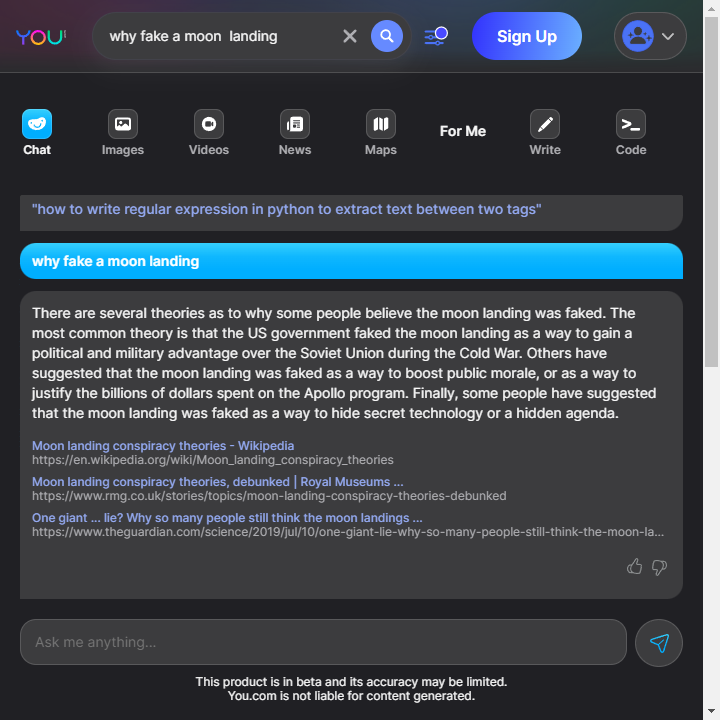 YOU!
why fake a moon  landing
Sign Up
Chat
Images
Videos
News
Maps
For Me
Write
Code
"how to write regular expression in python to extract text between two tags"
why fake a moon landing
There are several theories as to why some people believe the moon landing was faked. The
most common theory is that the US government faked the moon landing as a way to gain a
political and military advantage over the Soviet Union during the Cold War. Others have
suggested that the moon landing was faked as a way to boost public morale, or as a way to
justify the billions of dollars spent on the Apollo program. Finally, some people have suggested
that the moon landing was faked as a way to hide secret technology or a hidden agenda.
Moon landing conspiracy theories - Wikipedia
https://en.wikipedia.org/wiki/Moon_landing_conspiracy_theories
Moon landing conspiracy theories, debunked | Royal Museums ...
https://www.rmg.co.uk/stories/topics/moon-landing-conspiracy-theories-debunked
One giant ... lie? Why so many people still think the moon landings ...
https://www.theguardian.com/science/2019/jul/10/one-giant-lie-why-so-many-people-still-think-the-moon-la...
Ask me anything...
This product is in beta and its accuracy may be limited.
You.com is not liable for content generated.